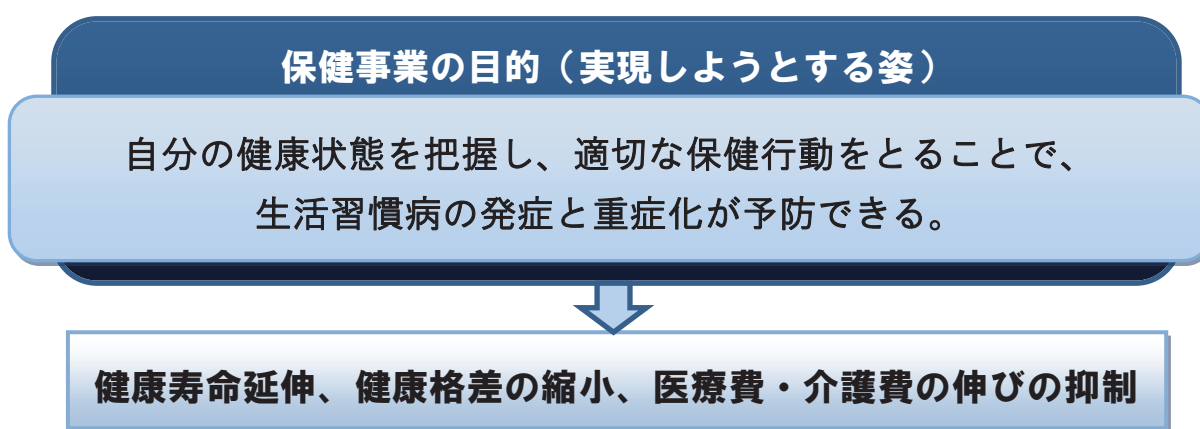 保健事業の目的（実現しようとする姿）
自分の健康状態を把握し、適切な保健行動をとることで、
生活習慣病の発症と重症化が予防できる。
健康寿命延伸、健康格差の縮小、医療費・介護費の伸びの抑制